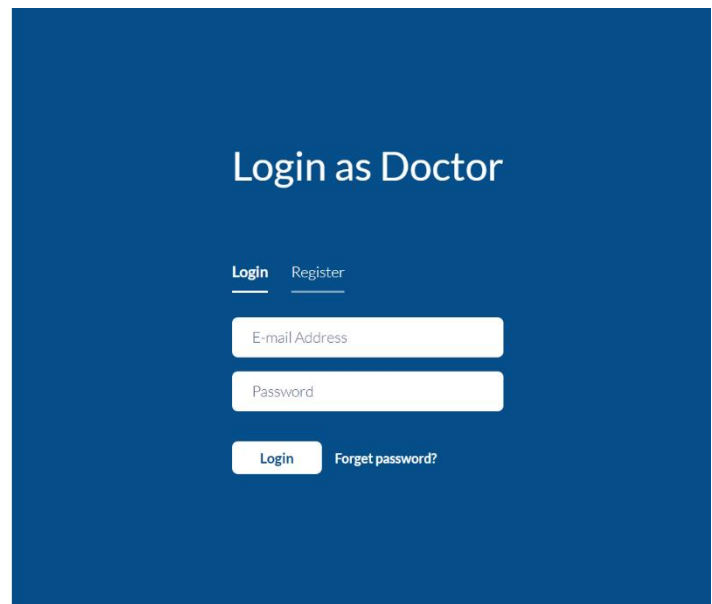 Login as Doctor
Login Register
E-mail Address
Password
Login Forget password?